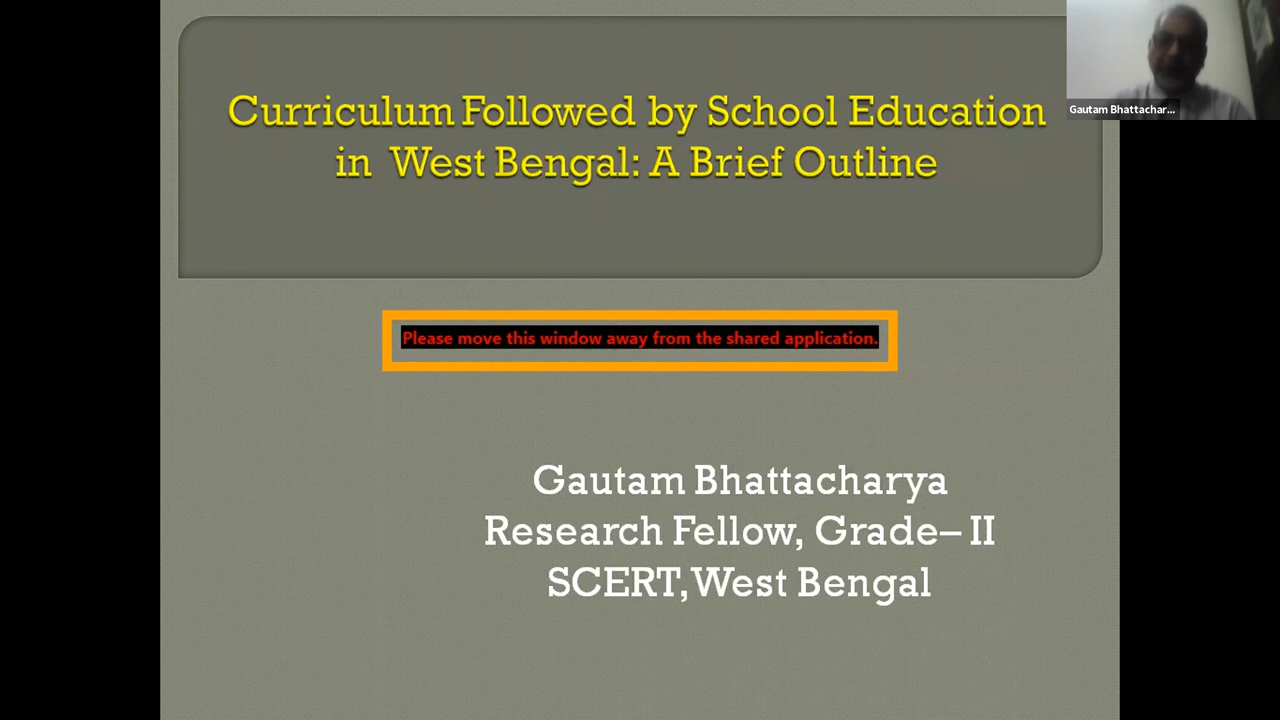 Curriculum Followed by School Education
in West Bengal: A Brief Outline
Gautam Bhattachar...
Please move this window away from the shared application.
Gautam Bhattacharya
Research Fellow, Grade– II
SCERT,West Bengal